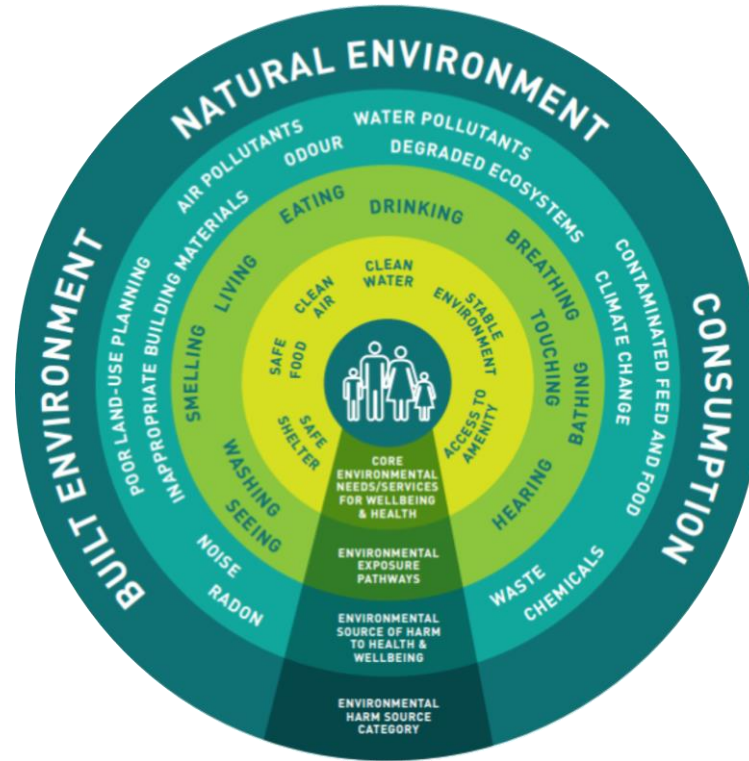 NATURAL ENVIRONMENT
BUILT ENVIRONMENT
CONSUMPTION
AIR POLLUTANTS
ODOUR
WATER POLLUTANTS
DEGRADED ECOSYSTEMS
POOR LAND-USE PLANNING
INAPPROPRIATE BUILDING MATERIALS
CONTAMINATED FEED AND FOOD
CLIMATE CHANGE
NOISE
RADON
WASTE
CHEMICALS
EATING
DRINKING
BREATHING
LIVING
SMELLING
TOUCHING
BATHING
WASHING
SEEING
HEARING
CLEAN
AIR
CLEAN
WATER
STABLE
ENVIRONMENT
SAFE
FOOD
SAFE
SHELTER
ACCESS TO
AMENITY
CORE
ENVIRONMENTAL
NEEDS/SERVICES
FOR WELLBEING
& HEALTH
ENVIRONMENTAL
EXPOSURE
PATHWAYS
ENVIRONMENTAL
SOURCE OF HARM
TO HEALTH &
WELLBEING
ENVIRONMENTAL
HARM SOURCE
CATEGORY